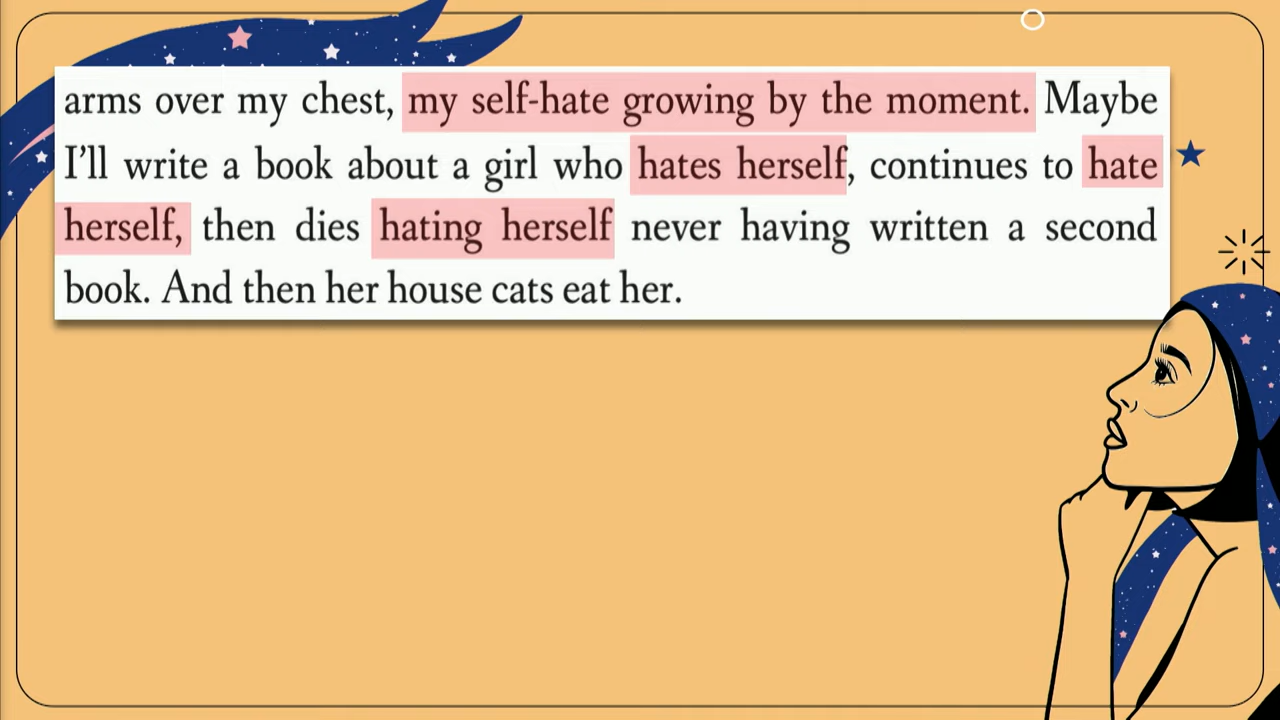 arms over my chest, my self-hate growing by the moment. Maybe
I’ll write a book about a girl who hates herself, continues to hate
herself, then dies hating herself never having written a second
book. And then her house cats eat her.